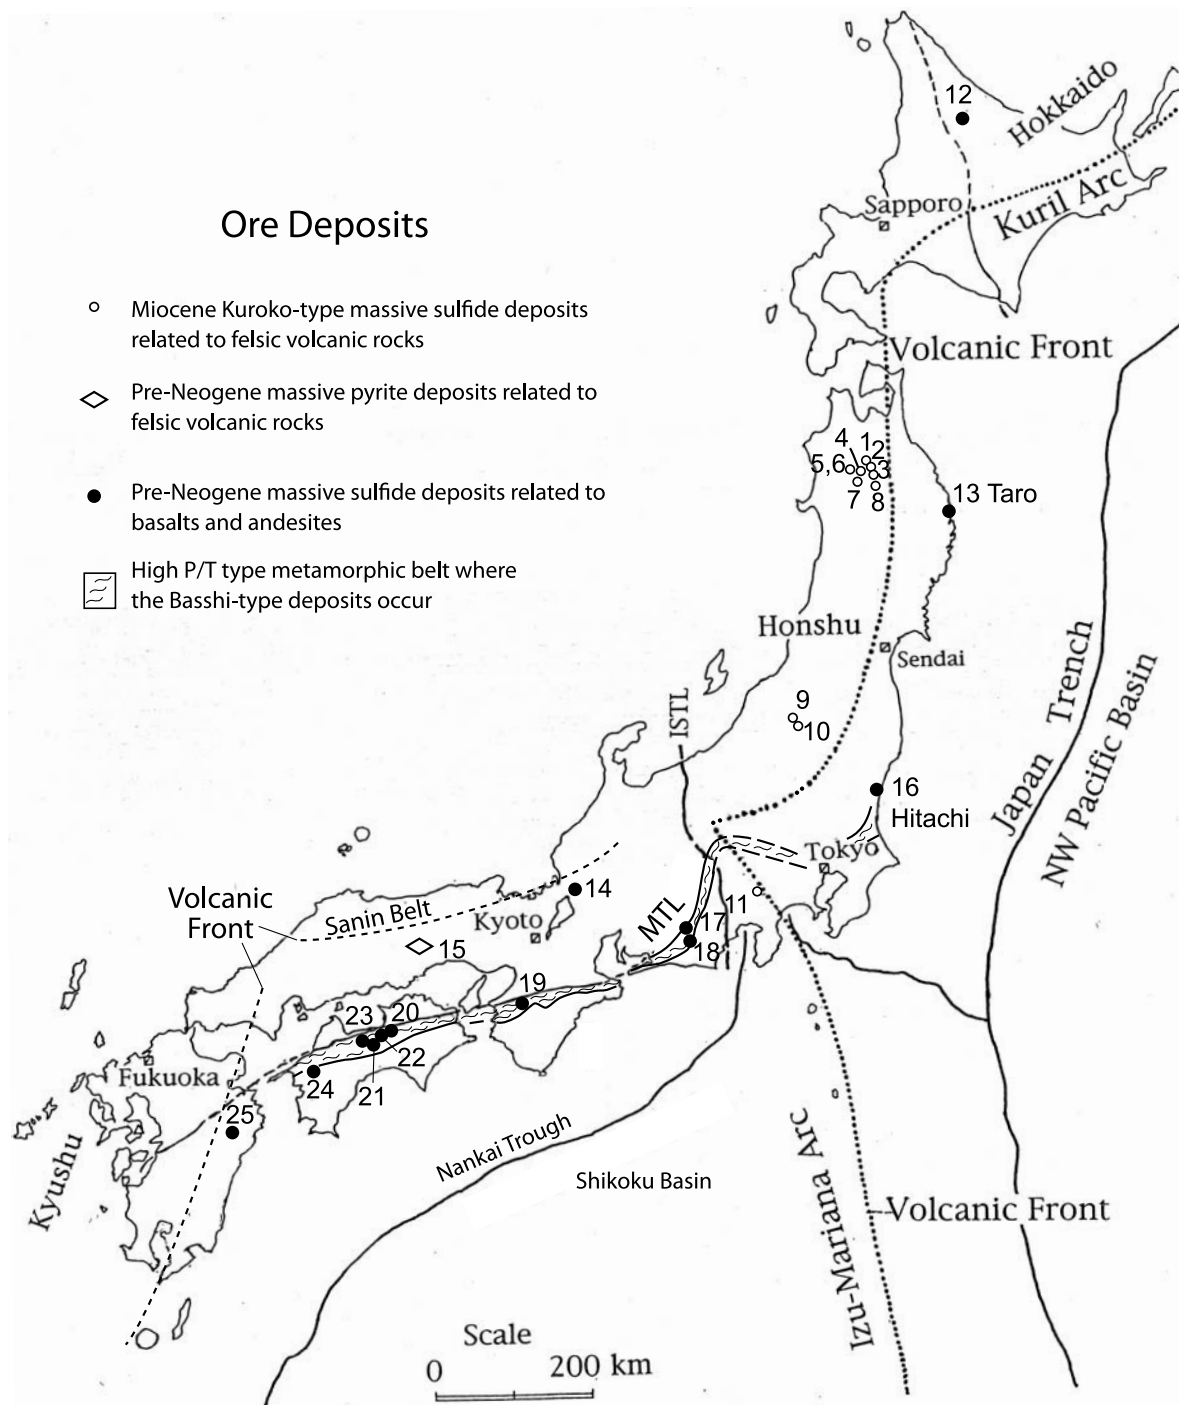 12
Hokkaido
Sapporo
Kuril Arc
Ore Deposits
Miocene Kuroko-type massive sulfide deposits
related to felsic volcanic rocks
Volcanic Front
Pre-Neogene massive pyrite deposits related to
felsic volcanic rocks
4 1 2
5,6 3
7 8
13 Taro
Pre-Neogene massive sulfide deposits related to
basalts and andesites
High P/T type metamorphic belt where
the Basshi-type deposits occur
Honshu
Sendai
Japan Trench
NW Pacific Basin
ISTL
9
10
16
Hitachi
Tokyo
14
Volcanic
Front
Sanin Belt
Kyoto
MTL
11
17
18
15
19
23 20
22
21
24
Fukuoka
25
Kyushu
Nankai Trough
Shikoku Basin
Izu-Mariana Arc
Volcanic Front
Scale
0 200 km